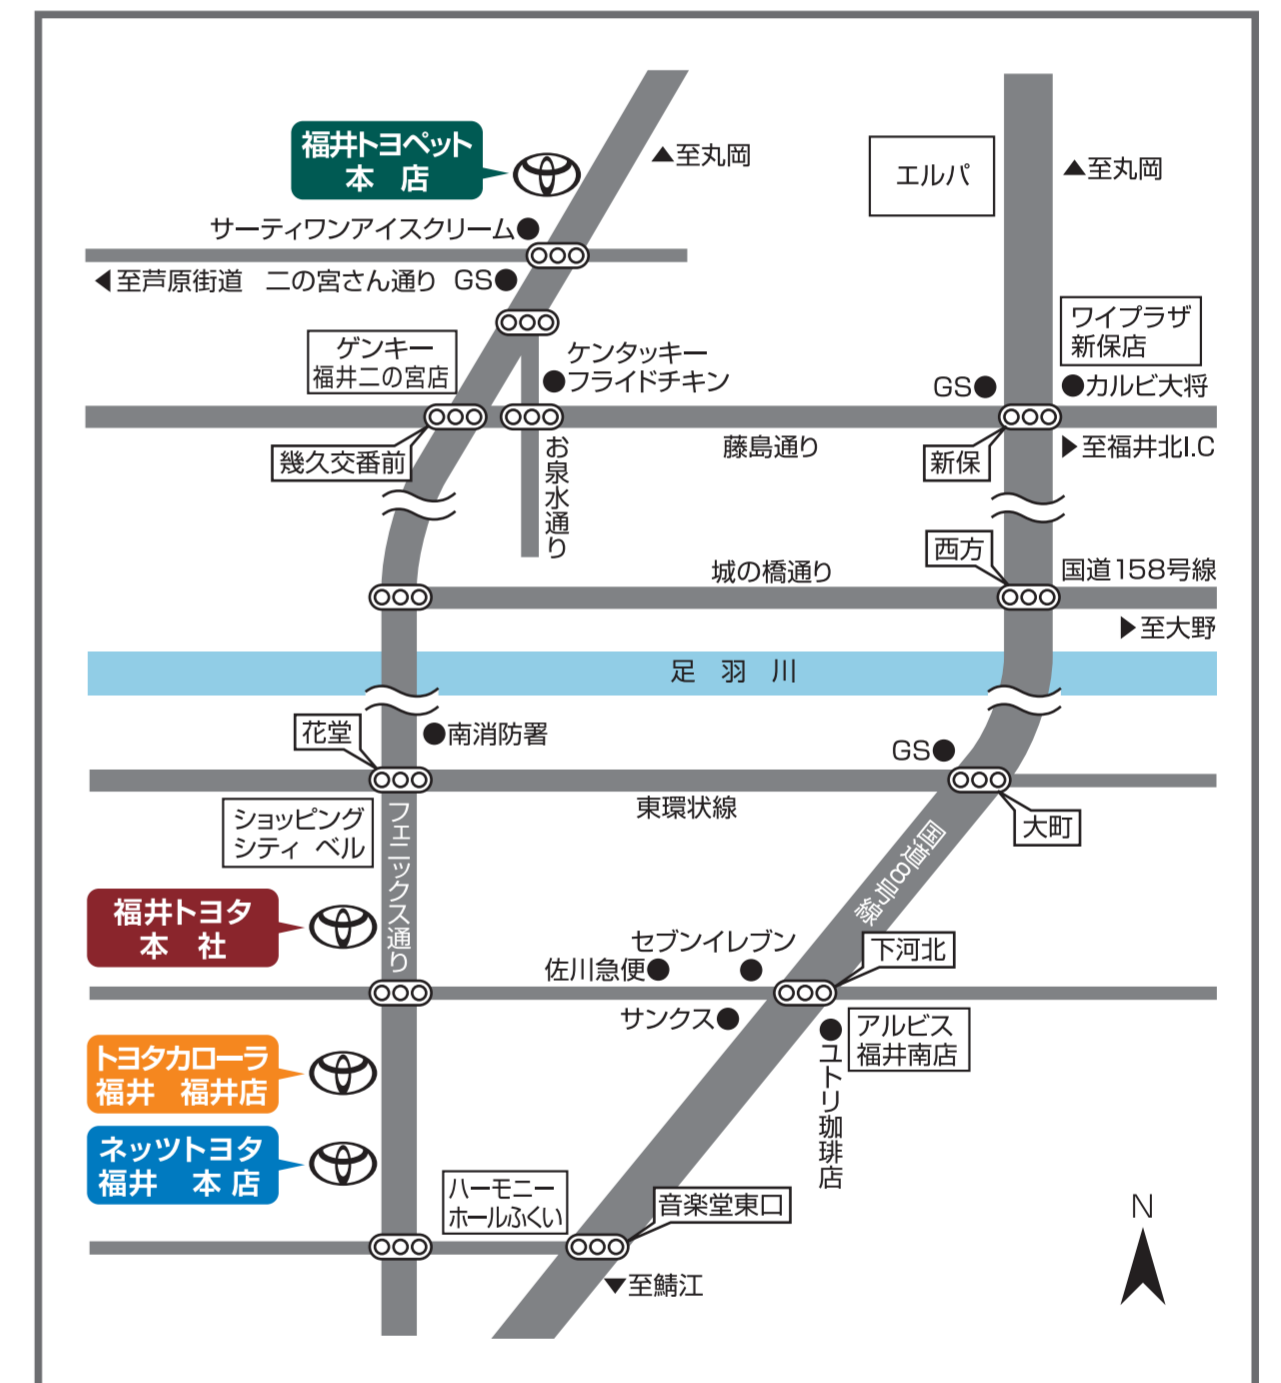 福井トヨペット
本 店
▲至丸岡
エルパ
▲至丸岡
サーティワンアイスクリーム
◀至芦原街道 二の宮さん通り GS
ゲンキー
福井二の宮店
ケンタッキー
フライドチキン
ワイプラザ
新保店
GS
カルビ大将
幾久交番前
お泉水通り
藤島通り
新保
▶至福井北I.C
西方
城の橋通り
国道158号線
▶至大野
足 羽 川
花堂
南消防署
GS
東環状線
大町
ショッピング
シティ ベル
フェニックス通り
国道8号線
福井トヨタ
本 社
セブンイレブン
佐川急便
下河北
サンクス
アルビス
福井南店
ユトリ珈琲店
トヨタカローラ
福井 福井店
ネッツトヨタ
福井 本店
ハーモニー
ホールふくい
音楽堂東口
▼至鯖江
N